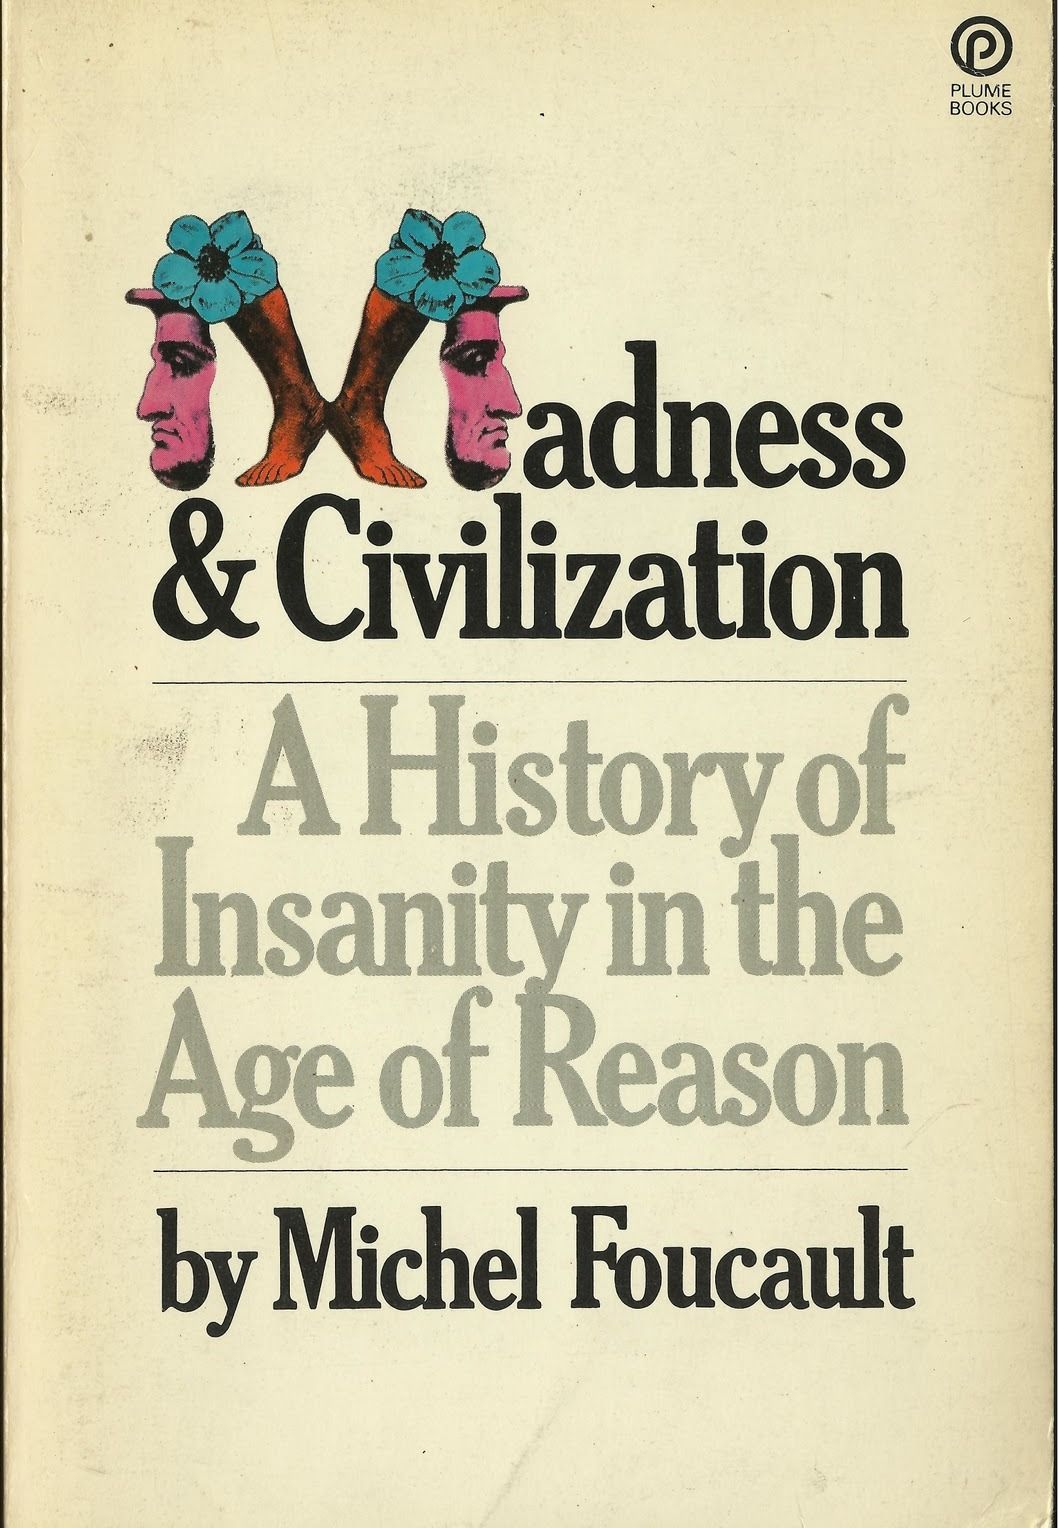 PLUME
BOOKS
Madness
& Civilization
A History of
Insanity in the
Age of Reason
by Michel Foucault